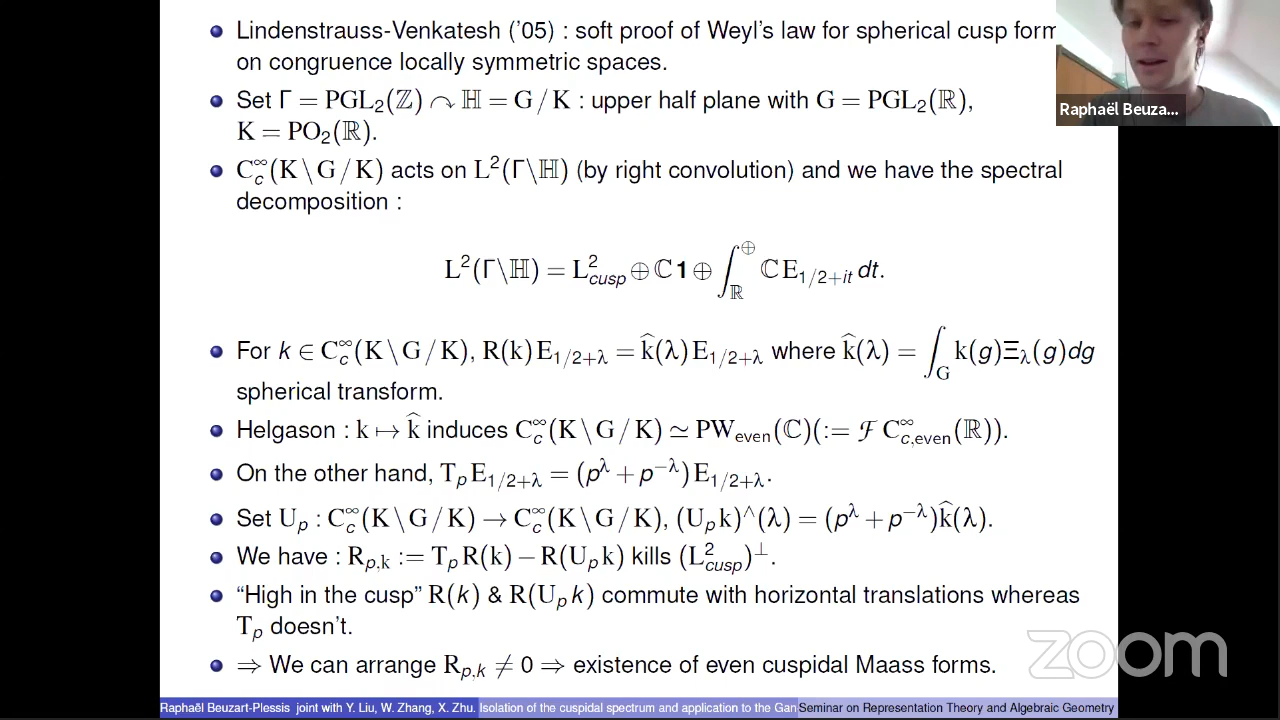 Lindenstrauss-Venkatesh ('05) : soft proof of Weyl's law for spherical cusp form
on congruence locally symmetric spaces.
Set Γ = PGL₂(ℤ) ↷ ℍ = G / K : upper half plane with G = PGL₂(ℝ),
K = PO₂(ℝ).
C_c^∞(K \ G / K) acts on L²(Γ\ℍ) (by right convolution) and we have the spectral
decomposition :
L²(Γ\ℍ) = L²_cusp ⊕ ℂ1 ⊕ ∫_ℝ^⊕ ℂ E_{1/2+it} dt.
For k ∈ C_c^∞(K \ G / K), R(k)E_{1/2+λ} = k̂(λ)E_{1/2+λ} where k̂(λ) = ∫_G k(g)Ξ_λ(g)dg
spherical transform.
Helgason : k ↦ k̂ induces C_c^∞(K \ G / K) ≃ PW_even(ℂ)(:= ℱ C^∞_{c,even}(ℝ)).
On the other hand, T_p E_{1/2+λ} = (p^λ + p^{−λ}) E_{1/2+λ}.
Set U_p : C_c^∞(K \ G / K) → C_c^∞(K \ G / K), (U_p k)^∧(λ) = (p^λ + p^{−λ})k̂(λ).
We have : R_{p,k} := T_p R(k) − R(U_p k) kills (L²_cusp)^⊥.
"High in the cusp" R(k) & R(U_p k) commute with horizontal translations whereas
T_p doesn't.
⇒ We can arrange R_{p,k} ≠ 0 ⇒ existence of even cuspidal Maass forms.
Raphaël Beuza...
zoom
Raphaël Beuzart-Plessis joint with Y. Liu, W. Zhang, X. Zhu. Isolation of the cuspidal spectrum and application to the Gan Seminar on Representation Theory and Algebraic Geometry